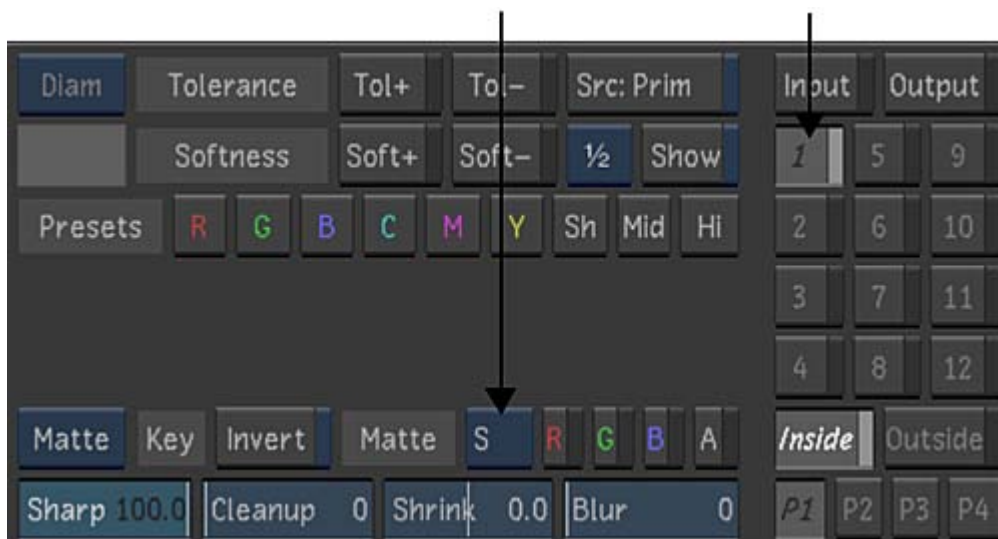 Diam Tolerance Tol+ Tol- Src: Prim Input Output
Softness Soft+ Soft- ½ Show 1 5 9
Presets R G B C M Y Sh Mid Hi 2 6 10
3 7 11
4 8 12
Matte Key Invert Matte S R G B A Inside Outside
Sharp 100.0 Cleanup 0 Shrink 0.0 Blur 0 P1 P2 P3 P4